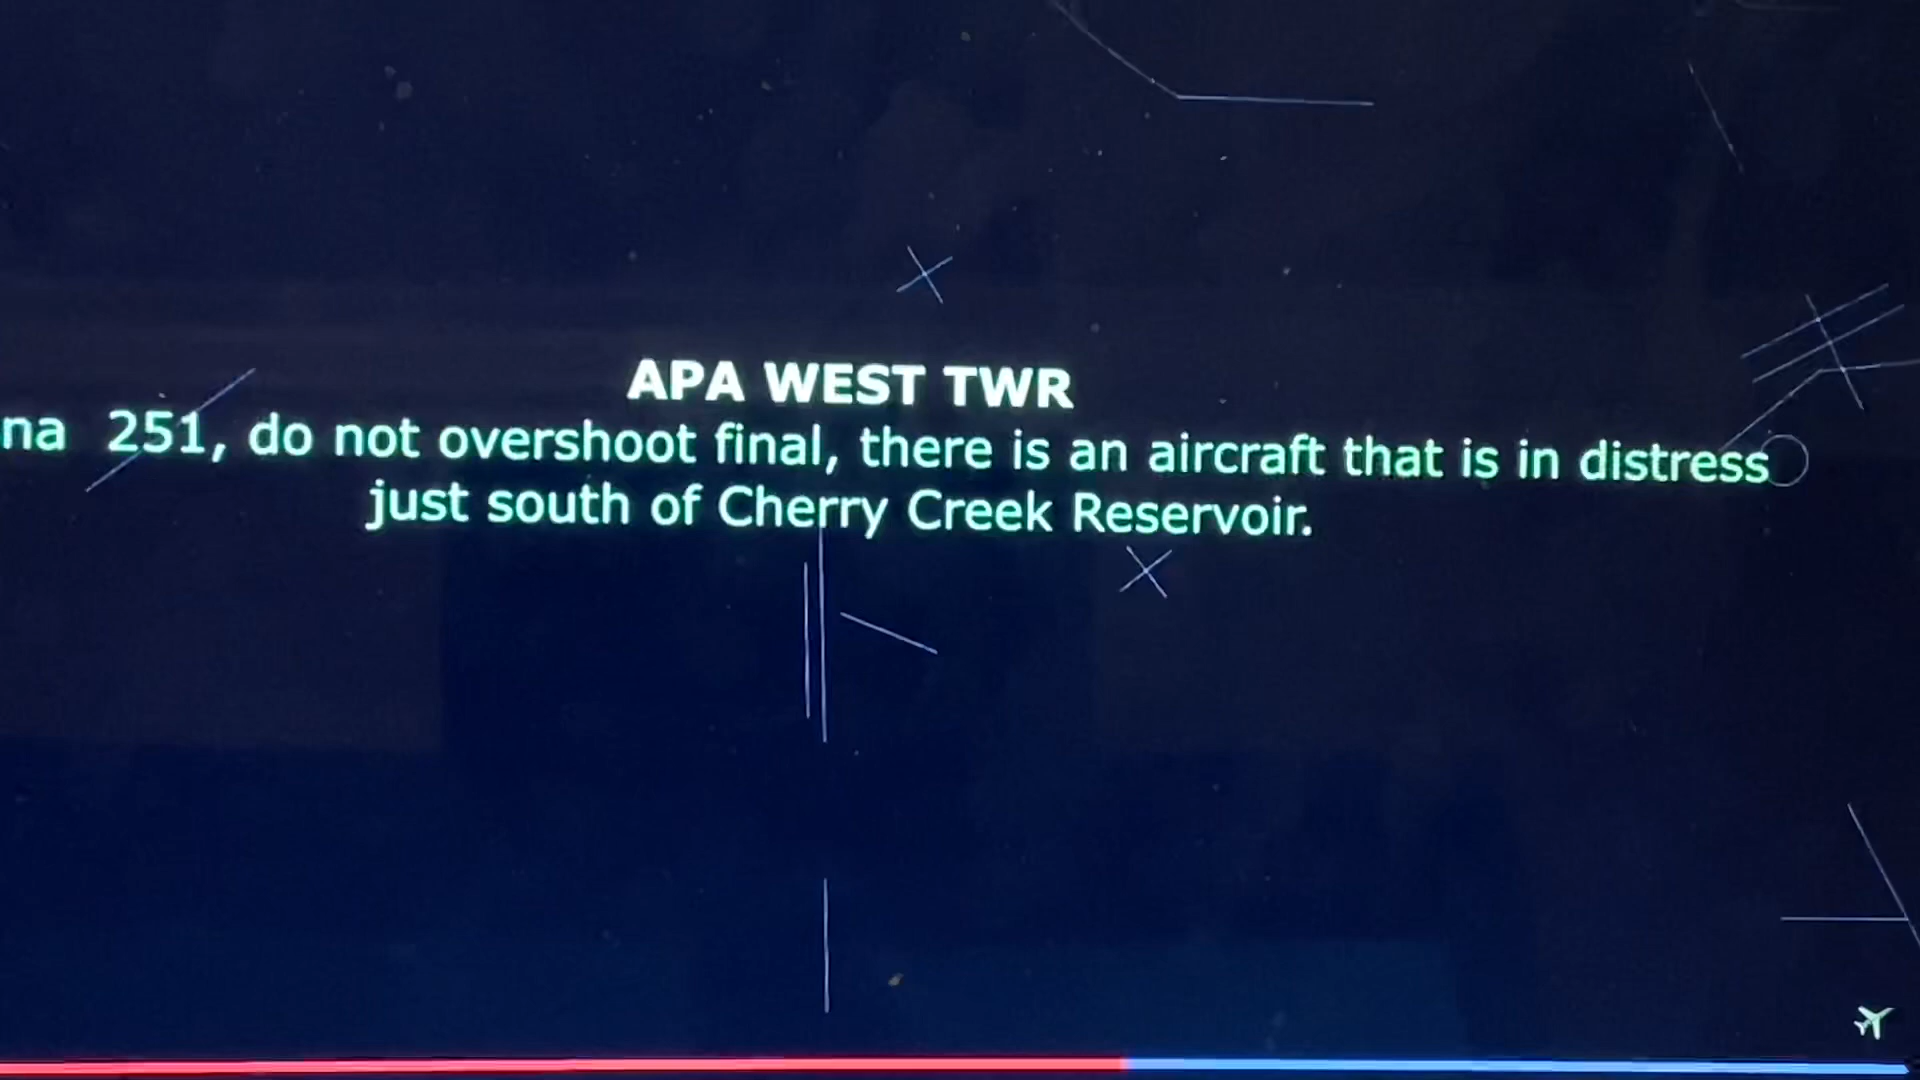 APA WEST TWR
na 251, do not overshoot final, there is an aircraft that is in distress
just south of Cherry Creek Reservoir.